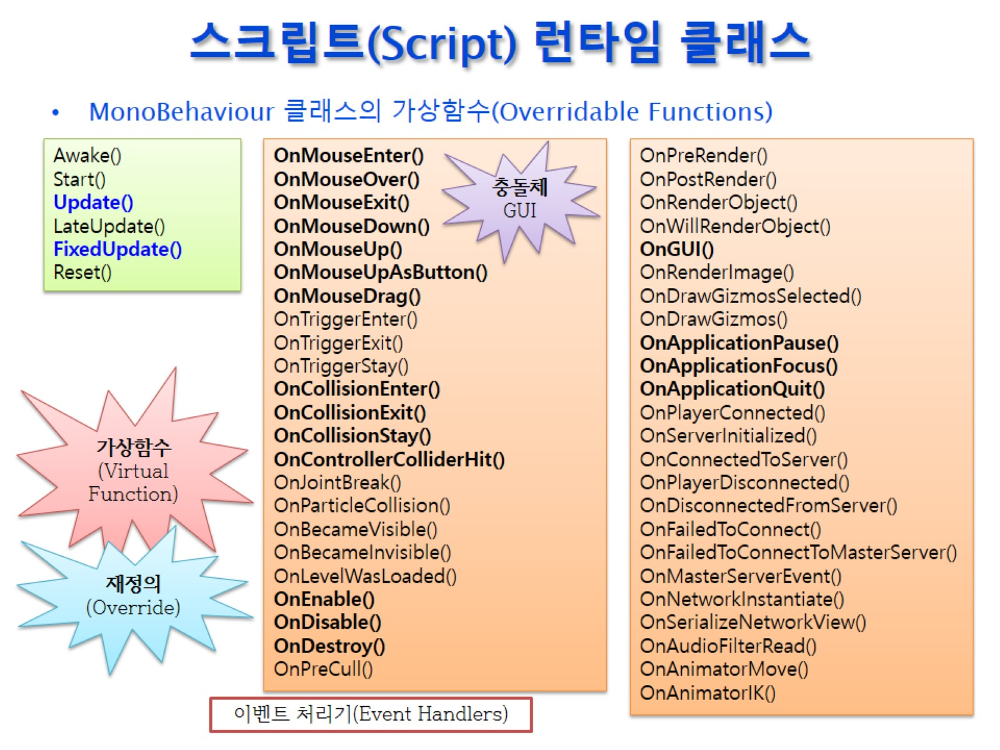 스크립트(Script) 런타임 클래스
• MonoBehaviour 클래스의 가상함수(Overridable Functions)
Awake()
Start()
Update()
LateUpdate()
FixedUpdate()
Reset()
가상함수
(Virtual
Function)
재정의
(Override)
OnMouseEnter()
OnMouseOver()
OnMouseExit()
OnMouseDown()
OnMouseUp()
OnMouseUpAsButton()
OnMouseDrag()
OnTriggerEnter()
OnTriggerExit()
OnTriggerStay()
OnCollisionEnter()
OnCollisionExit()
OnCollisionStay()
OnControllerColliderHit()
OnJointBreak()
OnParticleCollision()
OnBecameVisible()
OnBecameInvisible()
OnLevelWasLoaded()
OnEnable()
OnDisable()
OnDestroy()
OnPreCull()
충돌체
GUI
OnPreRender()
OnPostRender()
OnRenderObject()
OnWillRenderObject()
OnGUI()
OnRenderImage()
OnDrawGizmosSelected()
OnDrawGizmos()
OnApplicationPause()
OnApplicationFocus()
OnApplicationQuit()
OnPlayerConnected()
OnServerInitialized()
OnConnectedToServer()
OnPlayerDisconnected()
OnDisconnectedFromServer()
OnFailedToConnect()
OnFailedToConnectToMasterServer()
OnMasterServerEvent()
OnNetworkInstantiate()
OnSerializeNetworkView()
OnAudioFilterRead()
OnAnimatorMove()
OnAnimatorIK()
이벤트 처리기(Event Handlers)